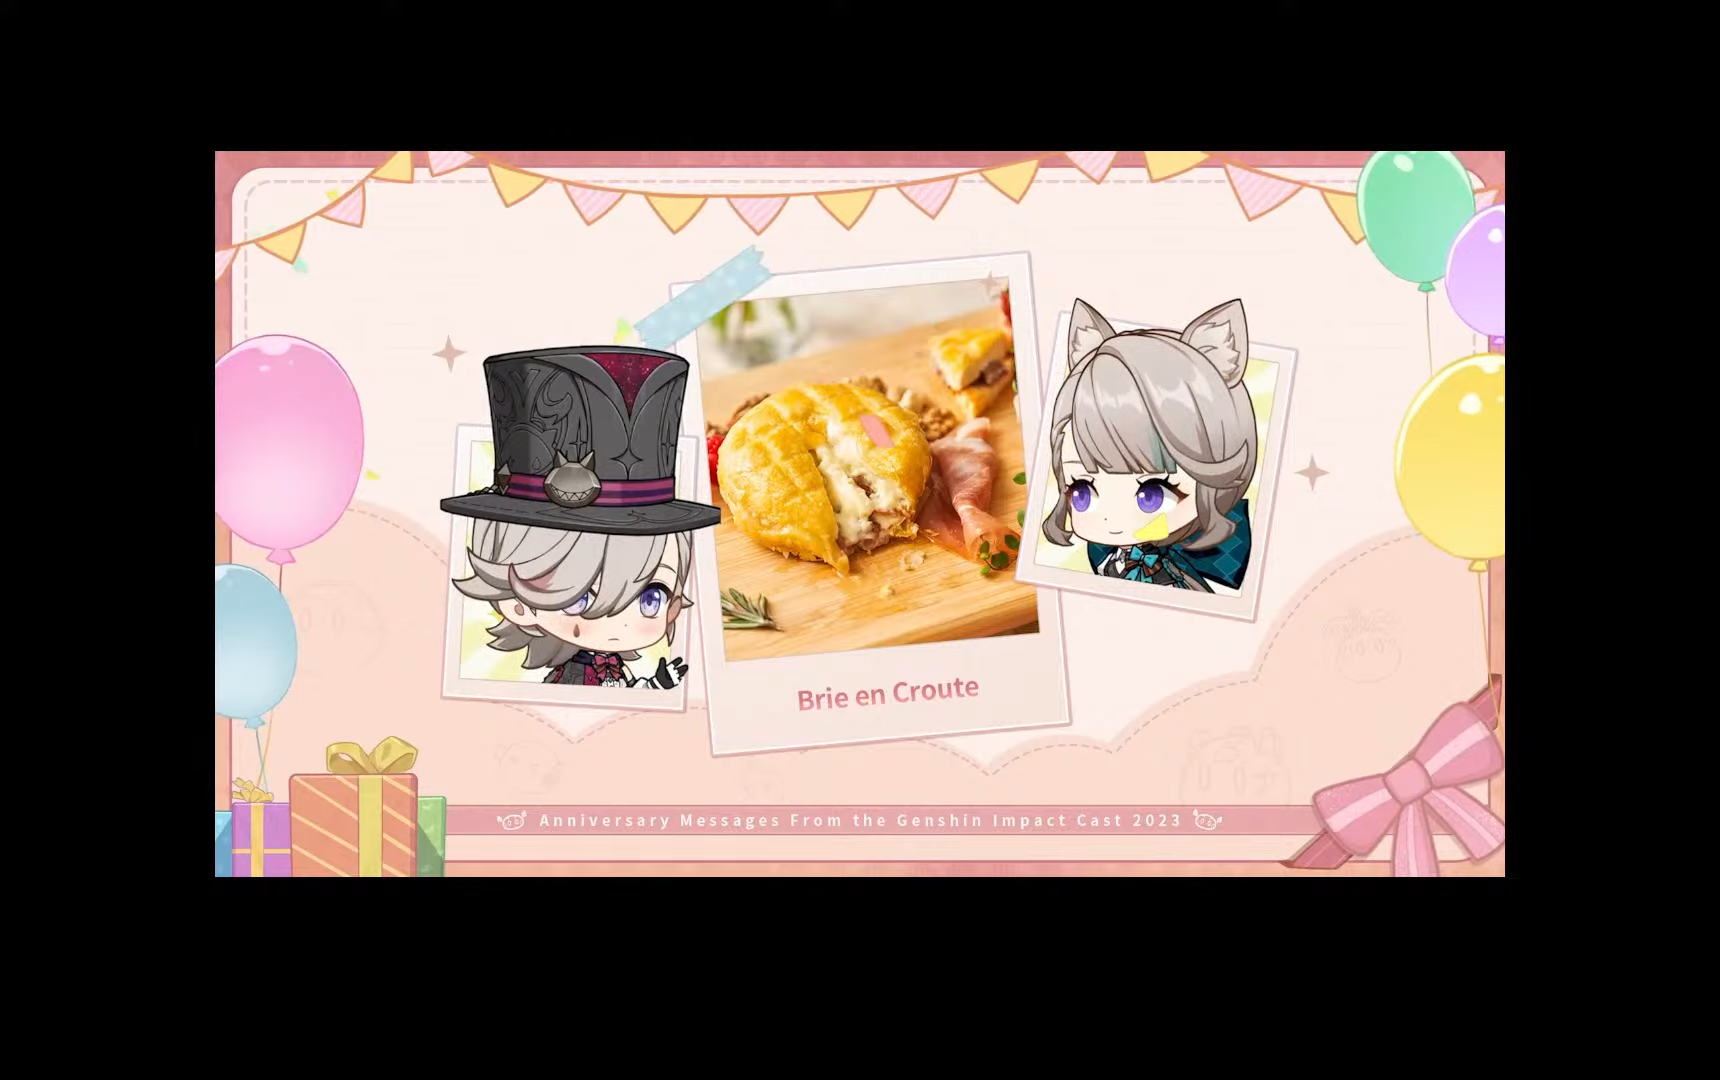 Brie en Croute
Anniversary Messages From the Genshin Impact Cast 2023